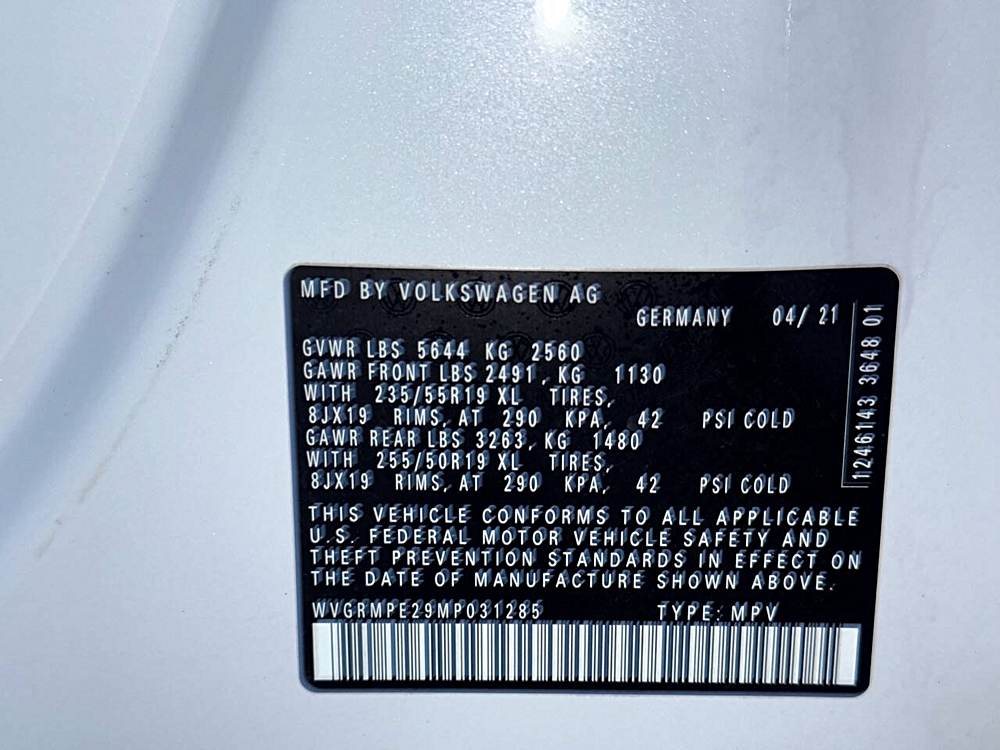 MFD BY VOLKSWAGEN AG
GERMANY 04/ 21
GVWR LBS 5644 KG 2560
GAWR FRONT LBS 2491, KG 1130
WITH 235/55R19 XL TIRES,
8JX19 RIMS, AT 290 KPA, 42 PSI COLD
GAWR REAR LBS 3263, KG 1480
WITH 255/50R19 XL TIRES,
8JX19 RIMS, AT 290 KPA, 42 PSI COLD
THIS VEHICLE CONFORMS TO ALL APPLICABLE
U.S. FEDERAL MOTOR VEHICLE SAFETY AND
THEFT PREVENTION STANDARDS IN EFFECT ON
THE DATE OF MANUFACTURE SHOWN ABOVE.
WVGRMPE29MP031285 TYPE: MPV
1246143 3648 01